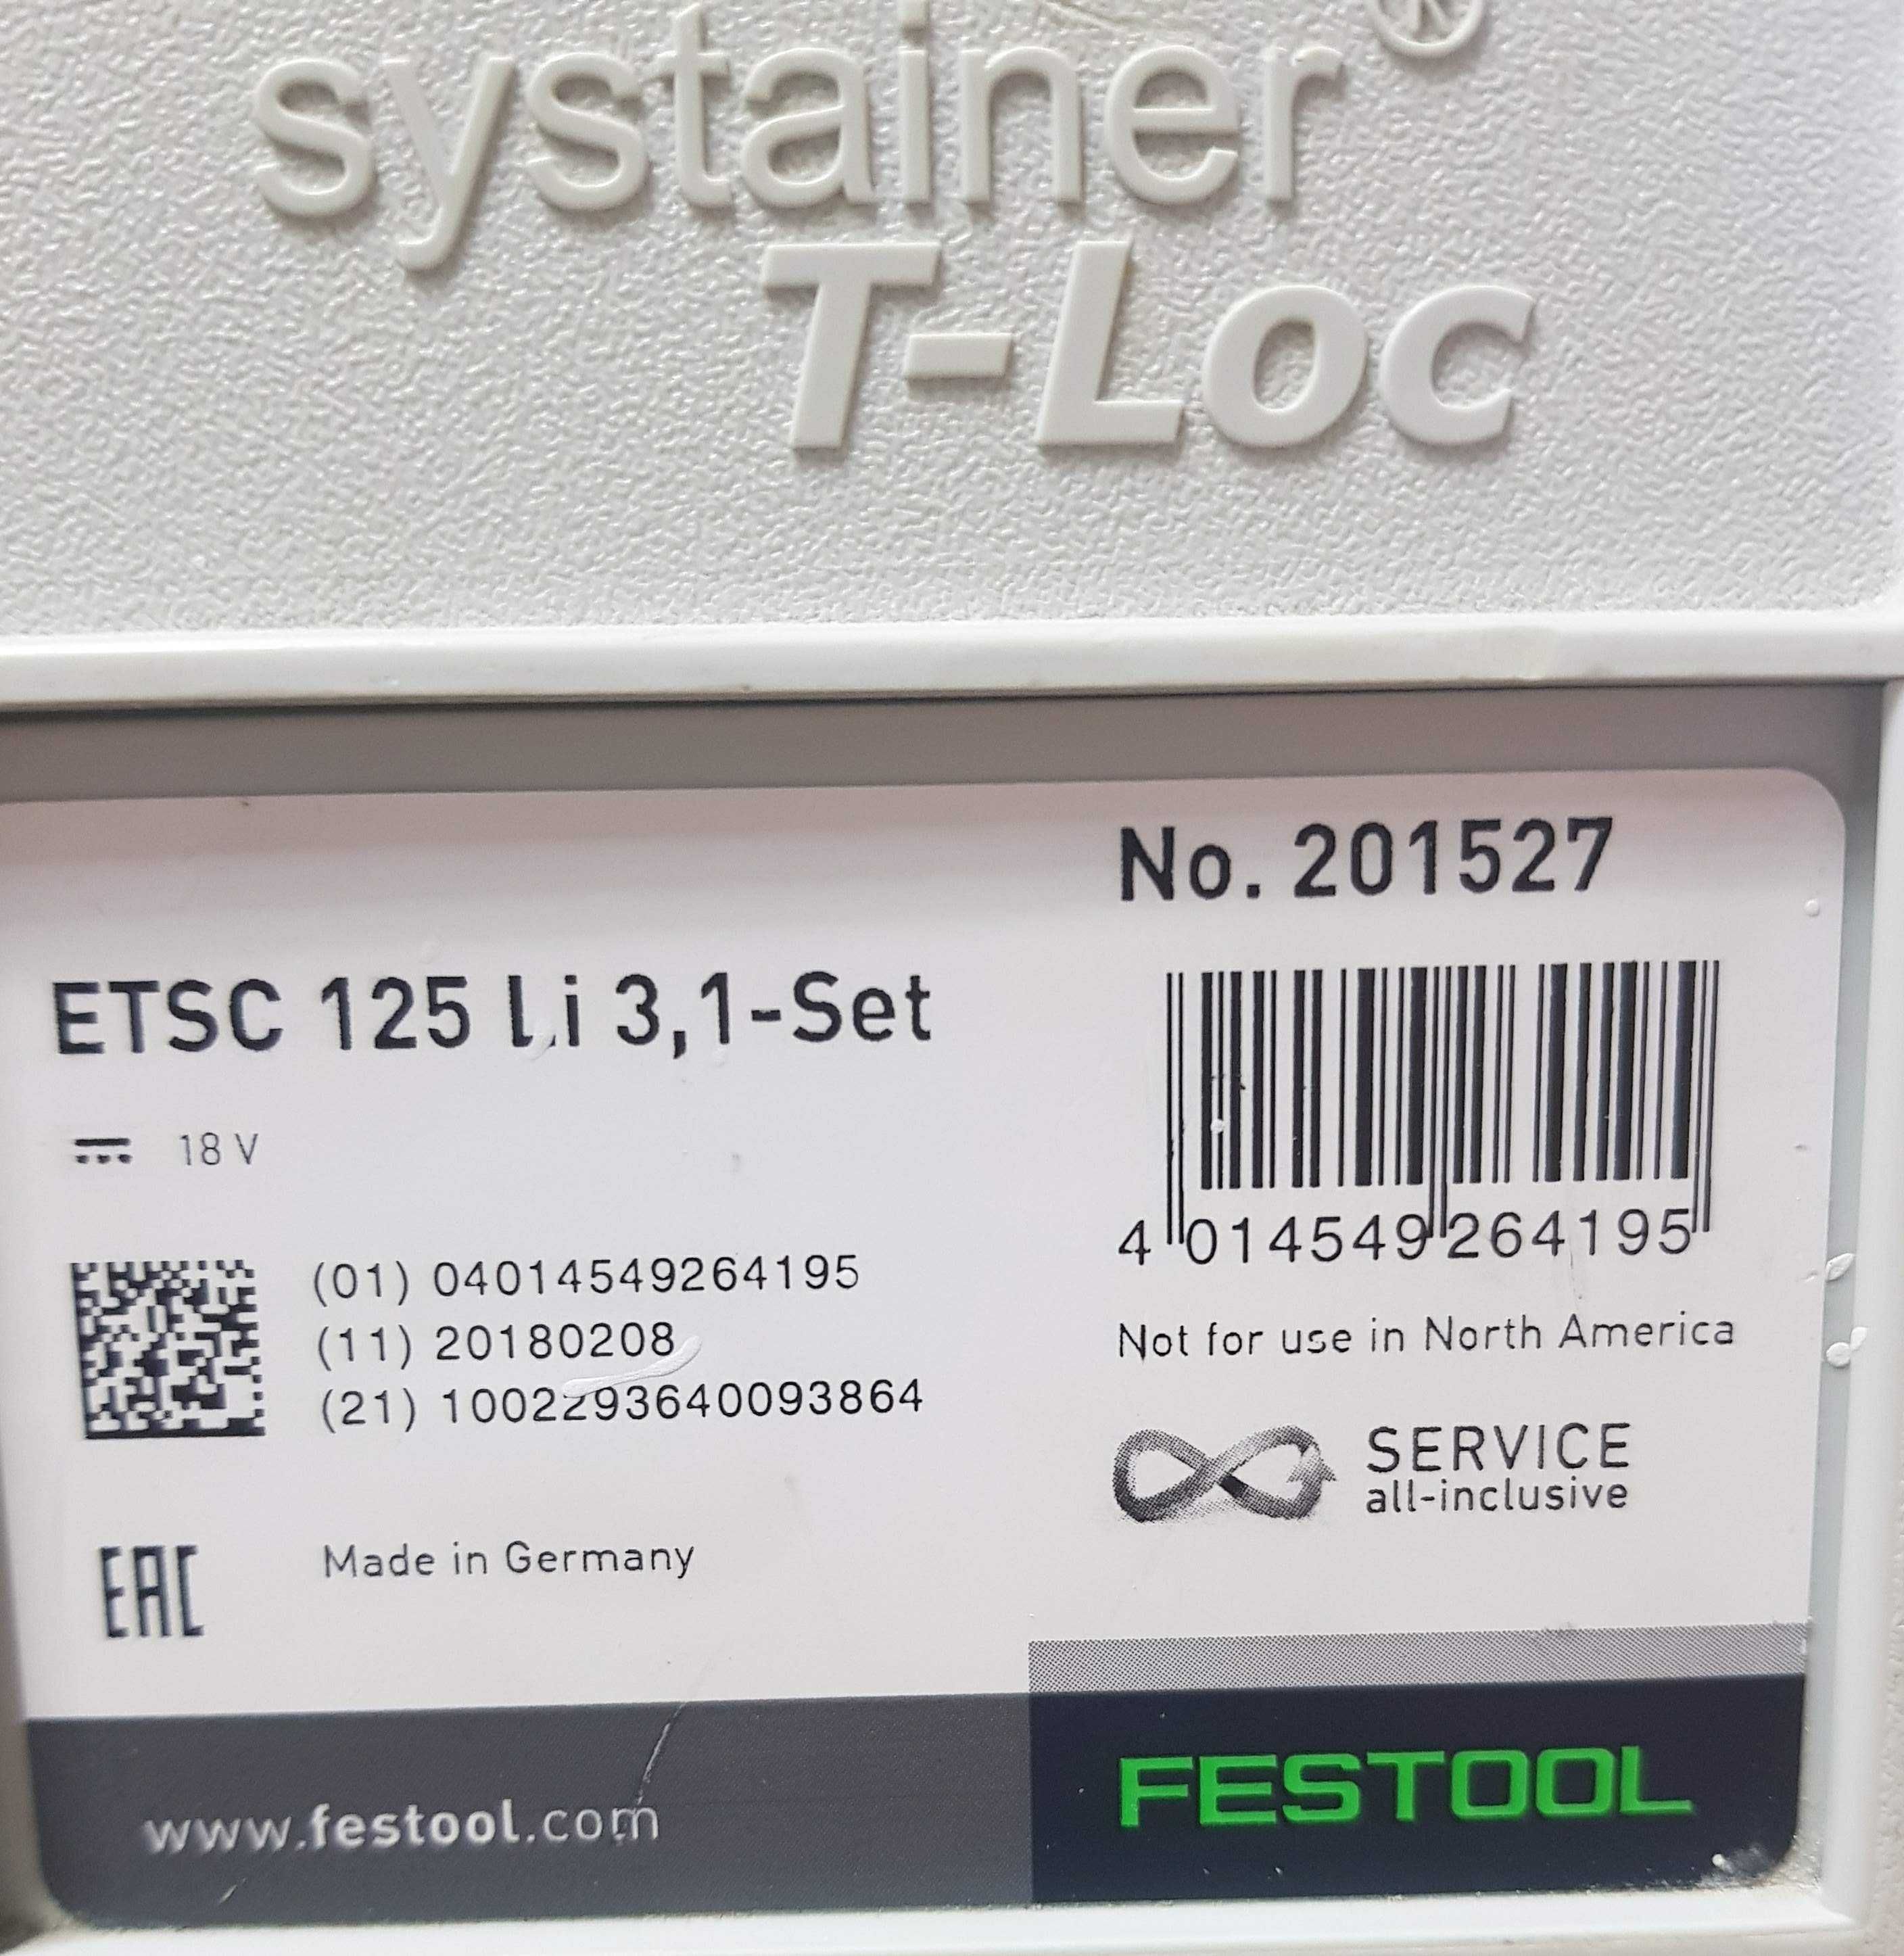 systainer®
T-Loc
No. 201527
ETSC 125 Li 3,1-Set
18 V
4 014549 264195
(01) 04014549264195
(11) 20180208
(21) 1002293640093864
Not for use in North America
SERVICE
all-inclusive
EAC
Made in Germany
www.festool.com
FESTOOL